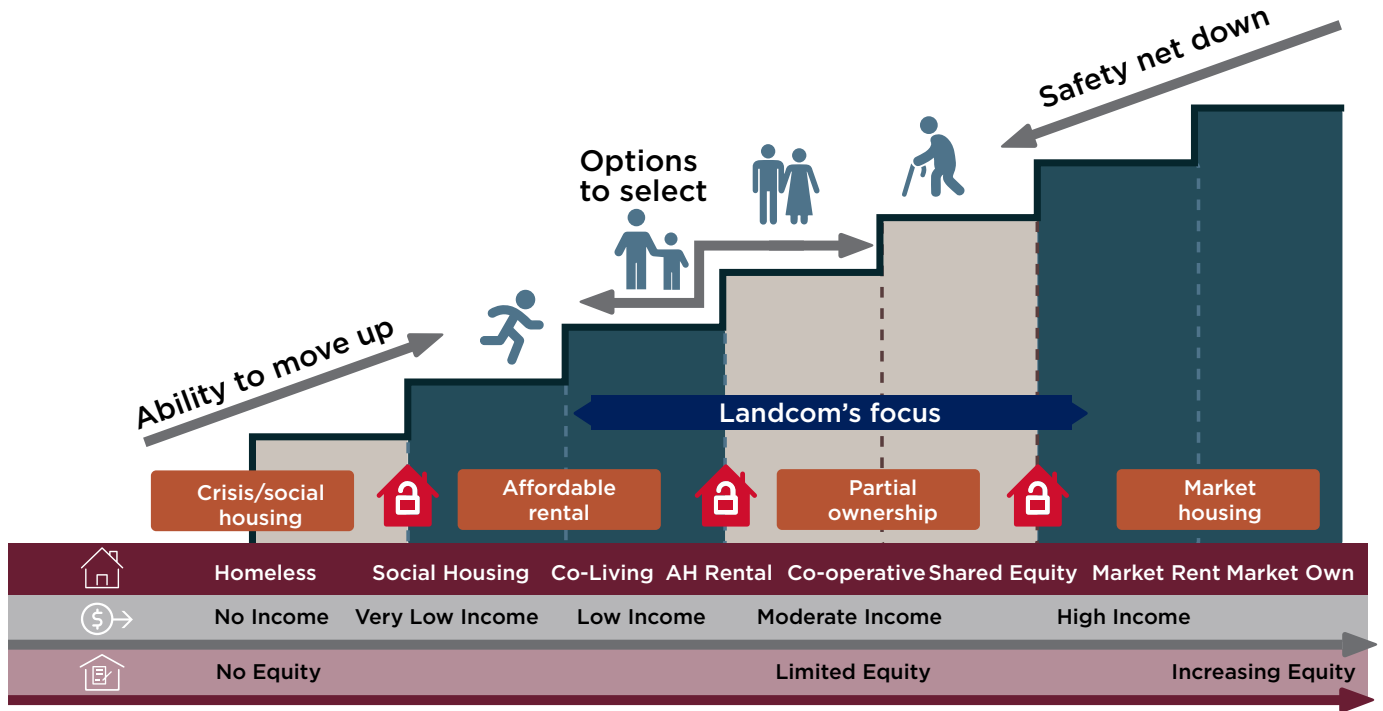 Safety net down
Options
to select
Ability to move up
Landcom's focus
Crisis/social
housing
Affordable
rental
Partial
ownership
Market
housing
Homeless Social Housing Co-Living AH Rental Co-operative Shared Equity Market Rent Market Own
$
No Income Very Low Income Low Income Moderate Income High Income
No Equity Limited Equity Increasing Equity